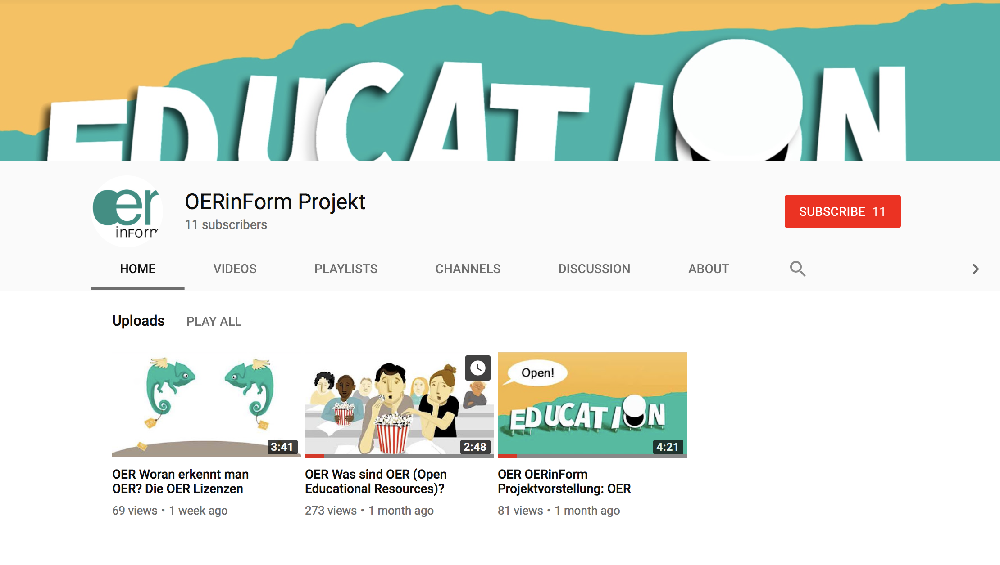 EDUCATION
oer
inForm
OERinForm Projekt
11 subscribers
SUBSCRIBE 11
HOME
VIDEOS
PLAYLISTS
CHANNELS
DISCUSSION
ABOUT
Uploads
PLAY ALL
3:41
2:48
Open!
EDUCATION
4:21
OER Woran erkennt man
OER? Die OER Lizenzen
69 views • 1 week ago
OER Was sind OER (Open
Educational Resources)?
273 views • 1 month ago
OER OERinForm
Projektvorstellung: OER
81 views • 1 month ago